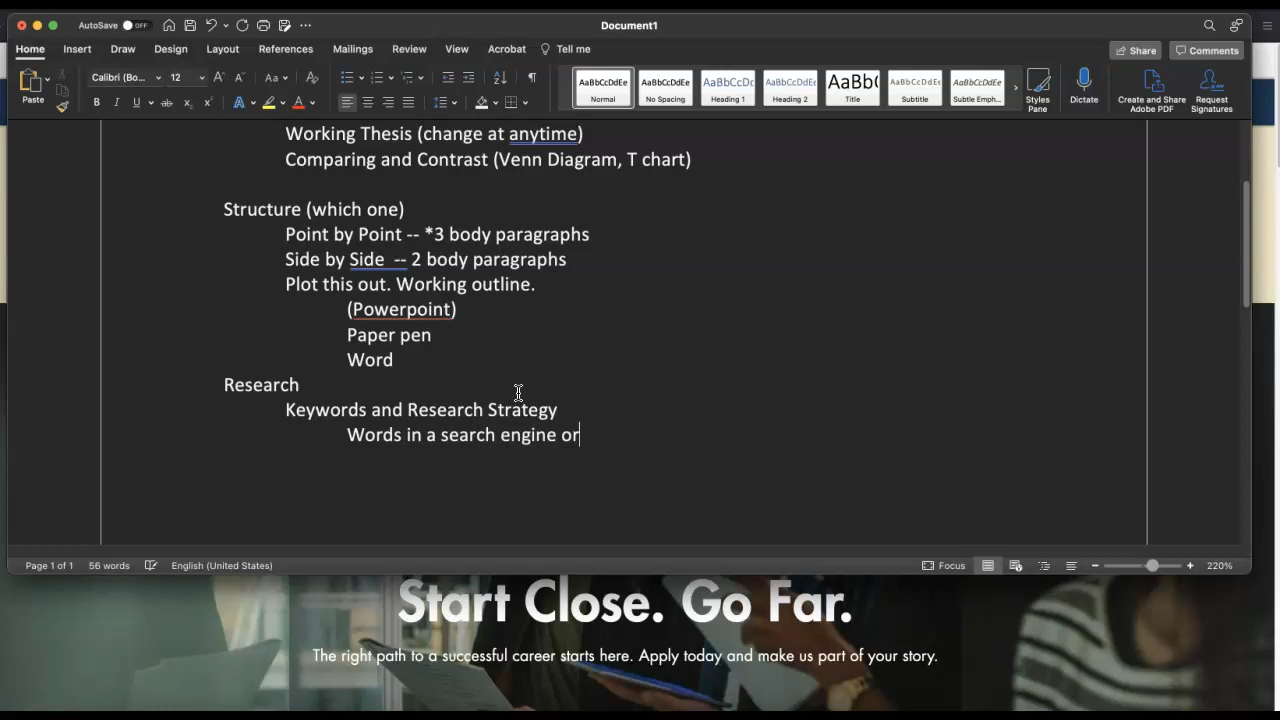 AutoSave OFF
Document1
Home Insert Draw Design Layout References Mailings Review View Acrobat Tell me
Share Comments
Paste
Calibri (Bo... 12
AaBbCcDdEe AaBbCcDdEe AaBbCcDc AaBbCcDdEe AaBb( AaBbCcDdEe AaBbCcDdEe
Normal No Spacing Heading 1 Heading 2 Title Subtitle Subtle Emph...
Styles Pane
Dictate
Create and Share Adobe PDF
Request Signatures
Working Thesis (change at anytime)
Comparing and Contrast (Venn Diagram, T chart)
Structure (which one)
Point by Point -- *3 body paragraphs
Side by Side -- 2 body paragraphs
Plot this out. Working outline.
(Powerpoint)
Paper pen
Word
Research
Keywords and Research Strategy
Words in a search engine or
Page 1 of 1 56 words English (United States) Focus 220%
Start Close. Go Far.
The right path to a successful career starts here. Apply today and make us part of your story.